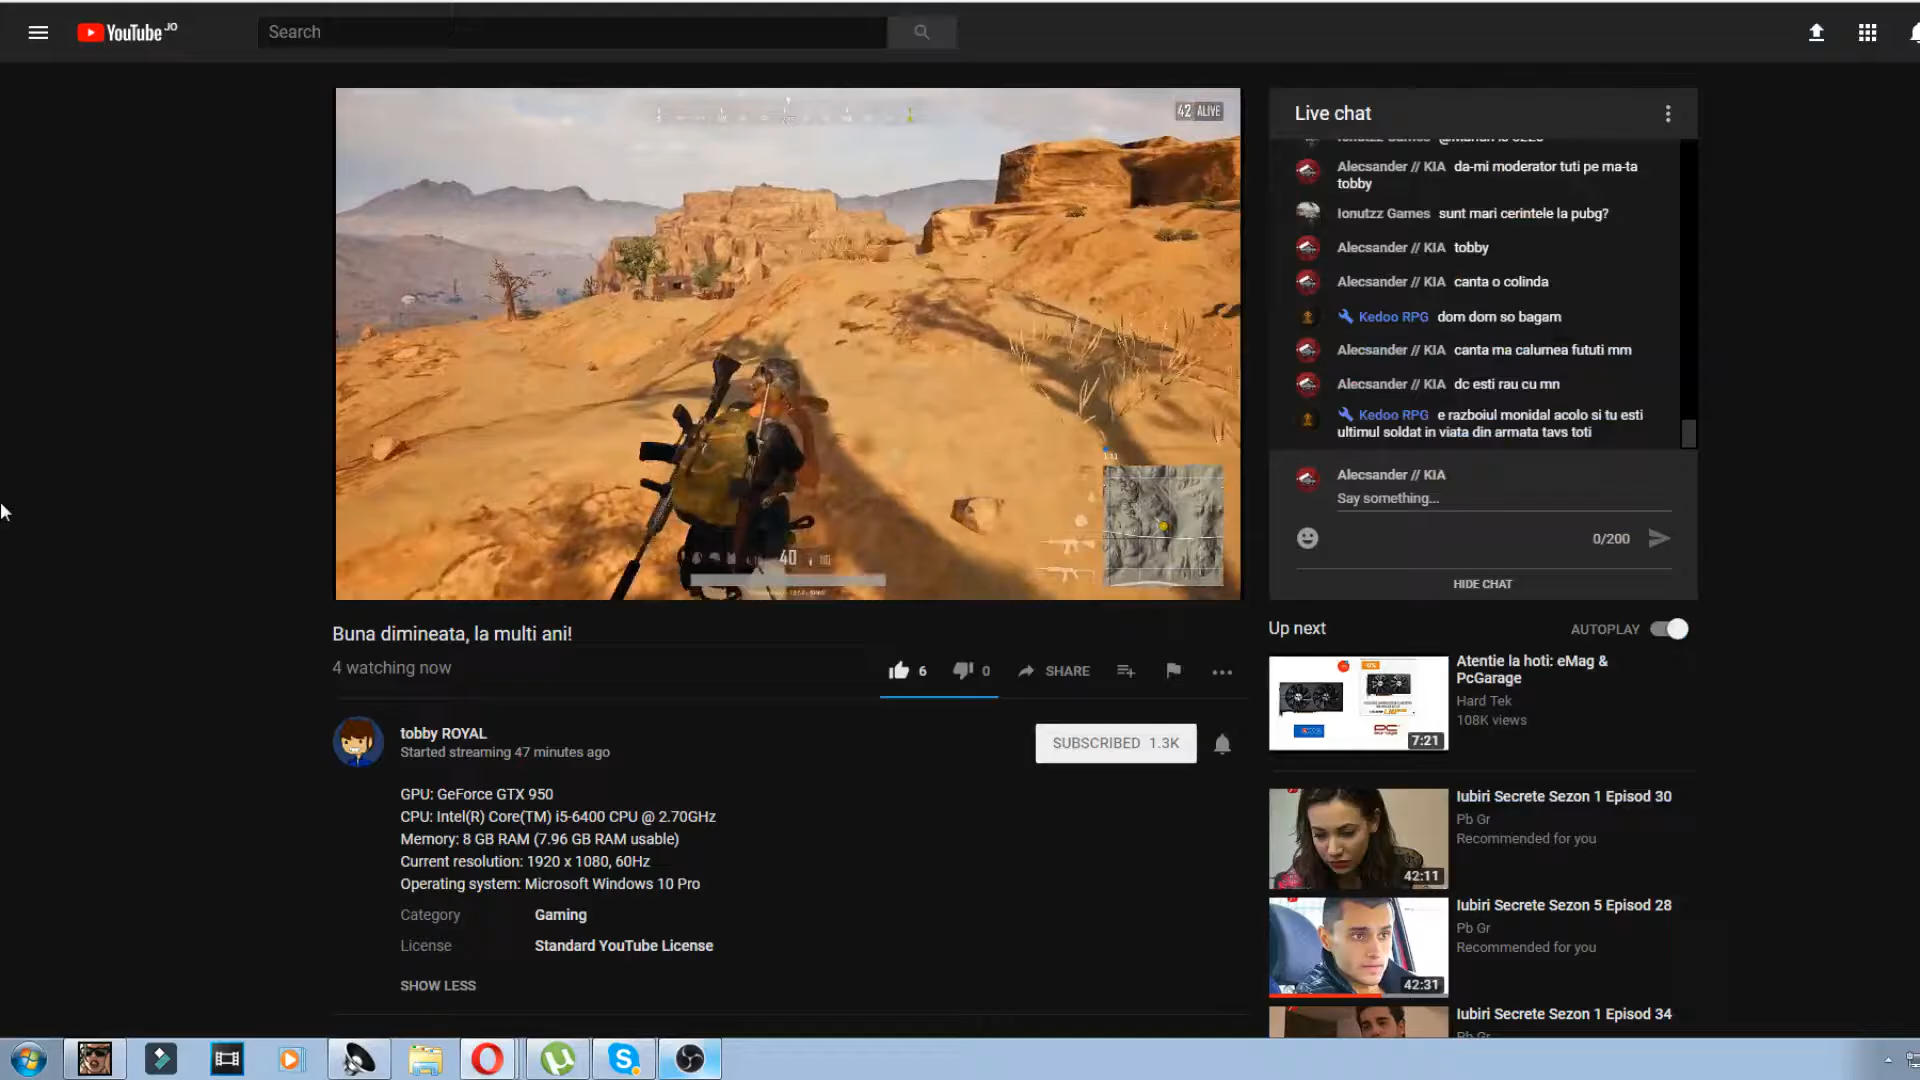 YouTube JO
Search
42 ALIVE
40
Live chat
Alecsander // KIA da-mi moderator tuti pe ma-ta
tobby
Ionutzz Games sunt mari cerintele la pubg?
Alecsander // KIA tobby
Alecsander // KIA canta o colinda
Kedoo RPG dom dom so bagam
Alecsander // KIA canta ma calumea fututi mm
Alecsander // KIA dc esti rau cu mn
Kedoo RPG e razboiul monidal acolo si tu esti
ultimul soldat in viata din armata tavs toti
Alecsander // KIA
Say something...
0/200
HIDE CHAT
Buna dimineata, la multi ani!
4 watching now
6
0
SHARE
tobby ROYAL
Started streaming 47 minutes ago
SUBSCRIBED 1.3K
GPU: GeForce GTX 950
CPU: Intel(R) Core(TM) i5-6400 CPU @ 2.70GHz
Memory: 8 GB RAM (7.96 GB RAM usable)
Current resolution: 1920 x 1080, 60Hz
Operating system: Microsoft Windows 10 Pro
Category Gaming
License Standard YouTube License
SHOW LESS
Up next
AUTOPLAY
Atentie la hoti: eMag &
PcGarage
Hard Tek
108K views
7:21
Iubiri Secrete Sezon 1 Episod 30
Pb Gr
Recommended for you
42:11
Iubiri Secrete Sezon 5 Episod 28
Pb Gr
Recommended for you
42:31
Iubiri Secrete Sezon 1 Episod 34
Pb Gr